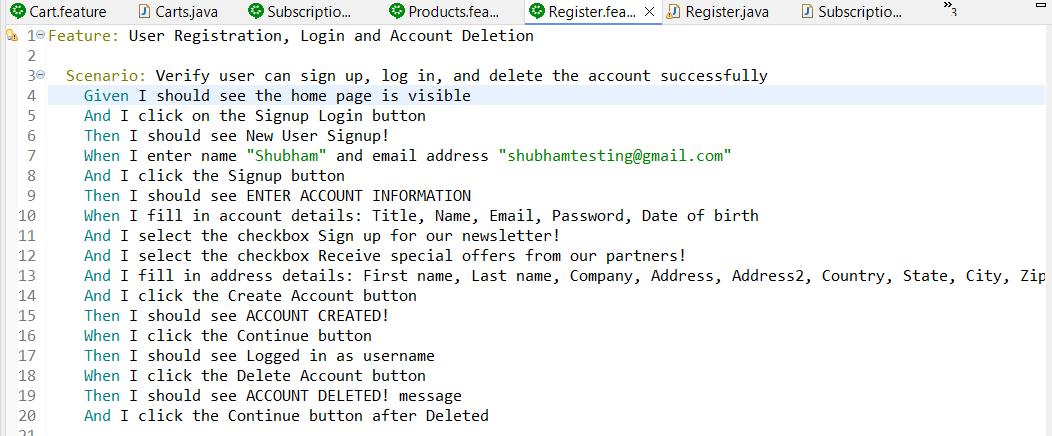 Cart.feature Carts.java Subscriptio... Products.fea... Register.fea... Register.java Subscriptio... »3
1 Feature: User Registration, Login and Account Deletion
2
3 Scenario: Verify user can sign up, log in, and delete the account successfully
4 Given I should see the home page is visible
5 And I click on the Signup Login button
6 Then I should see New User Signup!
7 When I enter name "Shubham" and email address "shubhamtesting@gmail.com"
8 And I click the Signup button
9 Then I should see ENTER ACCOUNT INFORMATION
10 When I fill in account details: Title, Name, Email, Password, Date of birth
11 And I select the checkbox Sign up for our newsletter!
12 And I select the checkbox Receive special offers from our partners!
13 And I fill in address details: First name, Last name, Company, Address, Address2, Country, State, City, Zip
14 And I click the Create Account button
15 Then I should see ACCOUNT CREATED!
16 When I click the Continue button
17 Then I should see Logged in as username
18 When I click the Delete Account button
19 Then I should see ACCOUNT DELETED! message
20 And I click the Continue button after Deleted
21